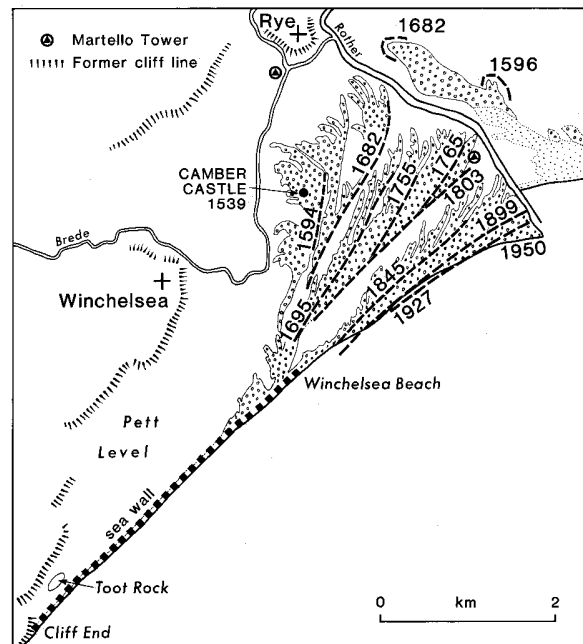 Martello Tower
Former cliff line
Rye
Rother
1682
1596
CAMBER
CASTLE
1539
1594
1682
1755
1765
1803
1695
1845
1899
1927
1950
Brede
Winchelsea
Winchelsea Beach
Pett
Level
sea wall
Toot Rock
Cliff End
0 km 2